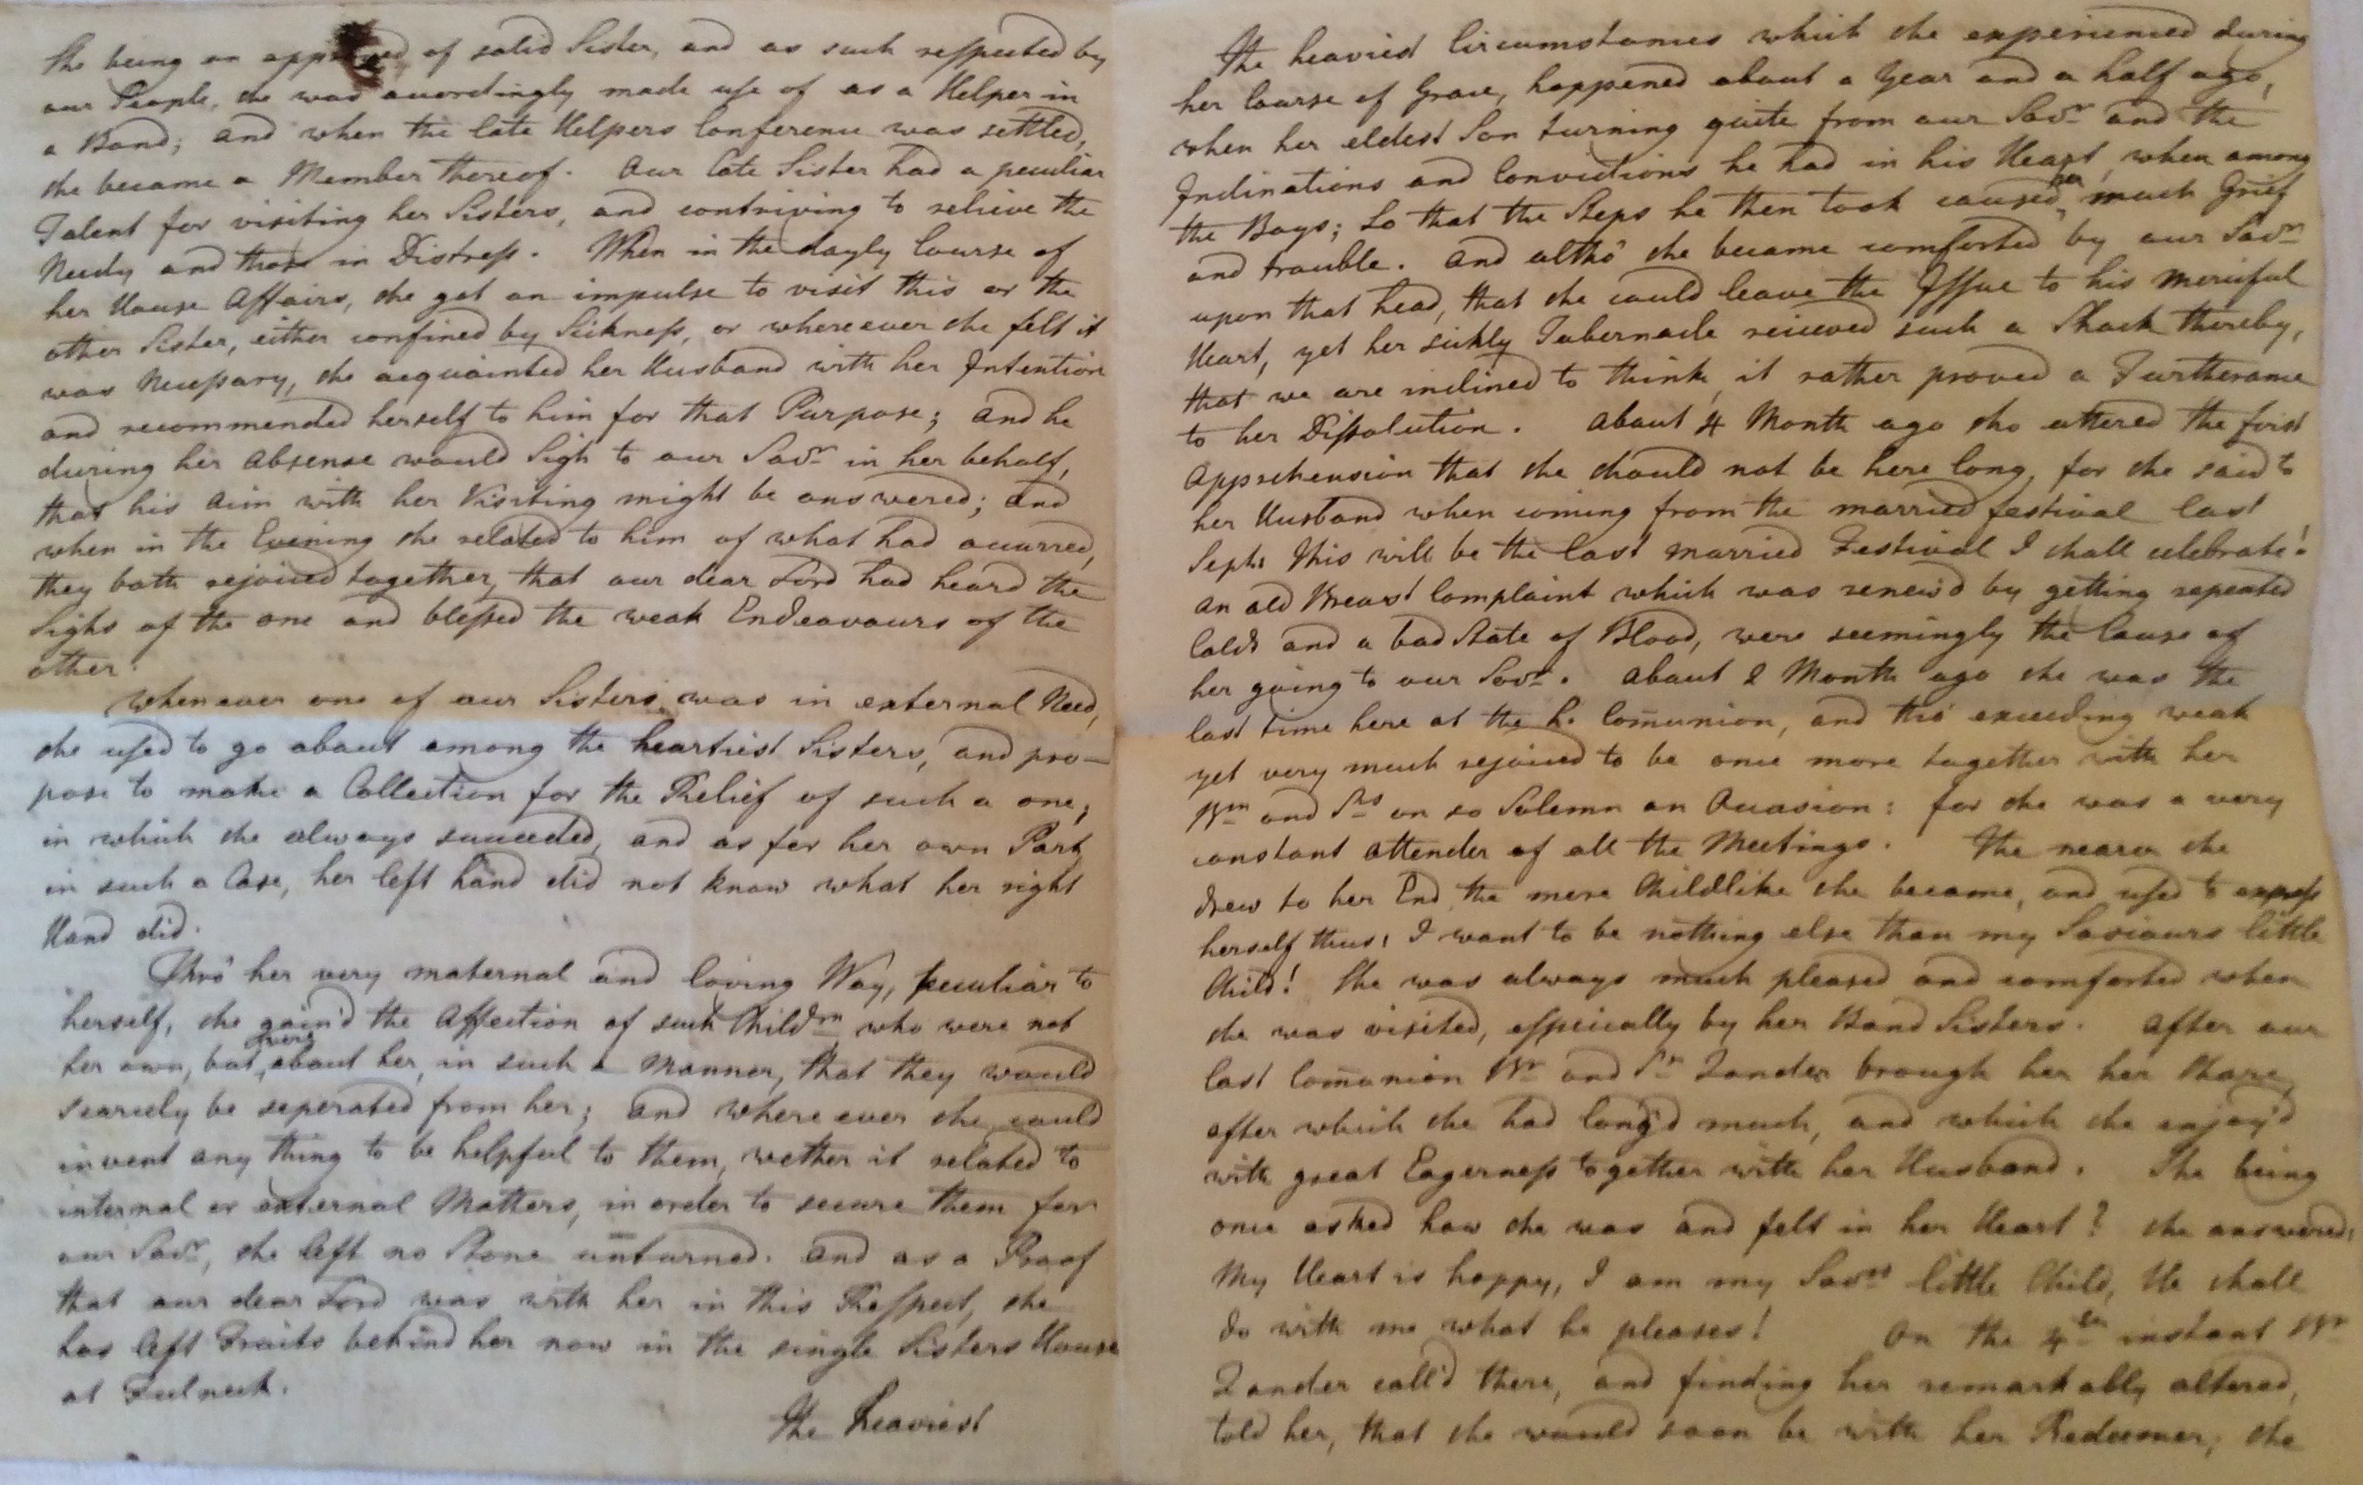 She being an approved of solid Sister, and as such respected by
our People, she was accordingly made use of as a Helper in
a Band; and when the late Helpers Conference was settled,
she became a Member thereof. Our late Sister had a peculiar
Talent for visiting her Sisters, and contriving to relieve the
Needy and those in Distress. When in the dayly Course of
her House Affairs, she got an impulse to visit this or the
other Sister, either confined by Sickness, or whereever she felt it
was Necessary, she acquainted her Husband with her Intention
and recommended herself to him for that Purpose; and he
during her Absense would Sigh to our Savr in her behalf,
that his Aim with her Visiting might be answered; and
when in the Evening she related to him of what had occurred,
they both rejoiced together, that our dear Lord had heard the
Sighs of the one and blessed the weak Endeavours of the
other.
Whenever one of our Sisters was in external Need,
she used to go about among the heartiest Sisters, and pro-
pose to make a Collection for the Relief of such a one;
in which she always succeeded, and as for her own Part
in such a Case, her left hand did not know what her right
Hand did.
Thro' her very maternal and loving Way, peculiar to
herself, she gain'd the Affection of such Childrn who were not
her own, but were about her, in such a Manner, that they would
scarcely be seperated from her; and where ever she could
invent any thing to be helpful to them, wether it related to
internal or external Matters, in order to secure them for
our Savr, she left no Stone unturned. And as a Proof
that our dear Lord was with her in this Respect, she
has left Fruits behind her now in the single Sisters House
at Fulneck.
The heaviest
The heaviest Circumstances which she experienced during
her Course of Grace, happened about a Year and a half ago,
when her eldest Son turning quite from our Savr and the
Inclinations and Convictions he had in his Heart, when among
the Boys; So that the Steps he then took caused her much Grief
and trouble. And altho' she became comforted by our Savr
upon that head, that she could leave the Issue to his merciful
Heart, yet her sickly Tabernacle recieved such a Shock thereby,
that we are inclined to think, it rather proved a Furtherance
to her Dissolution. About 4 Month ago she uttered the first
Apprehension that she should not be here long, for she said to
her Husband when coming from the married festival last
Septr. This will be the last married Festival I shall celebrate!
An old Breast Complaint which was renew'd by getting repeated
Colds and a bad State of Blood, were seemingly the Cause of
her going to our Savr. About 2 Month ago she was the
last time here at the h. Com̄union, and tho' exceeding weak
yet very much rejoiced to be once more together with her
Brn and Srs on so Solemn an Occasion: for she was a very
constant Attender of all the Meetings. The nearer she
drew to her End, the more Childlike she became, and used to express
herself thus: I want to be nothing else than my Saviours little
Child! She was always much pleased and comforted when
she was visited, espicially by her Band Sisters. After our
last Com̄union Br and Sr Zander brough her her Share,
after which she had long'd much, and which she enjoy'd
with great Eagerness together with her Husband. She being
once asked how she was and felt in her Heart? she answered:
My Heart is happy, I am my Savrs little Child, He shall
do with me what he pleases! On the 4th instant Br
Zander call'd there, and finding her remarkably altered,
told her, that she would soon be with her Redeemer; she